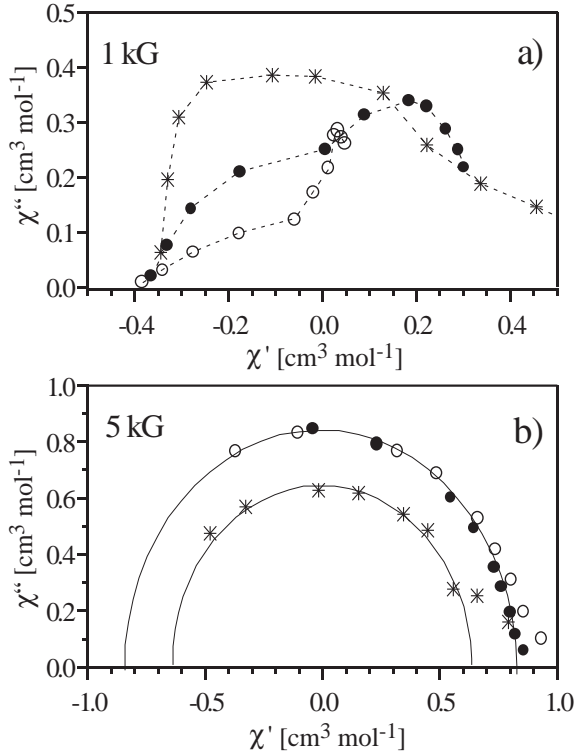 1 kG
a)
0.5
0.4
0.3
0.2
0.1
0.0
χ“ [cm³ mol⁻¹]
-0.4 -0.2 0.0 0.2 0.4
χ' [cm³ mol⁻¹]
5 kG
b)
1.0
0.8
0.6
0.4
0.2
0.0
χ“ [cm³ mol⁻¹]
-1.0 -0.5 0.0 0.5 1.0
χ' [cm³ mol⁻¹]